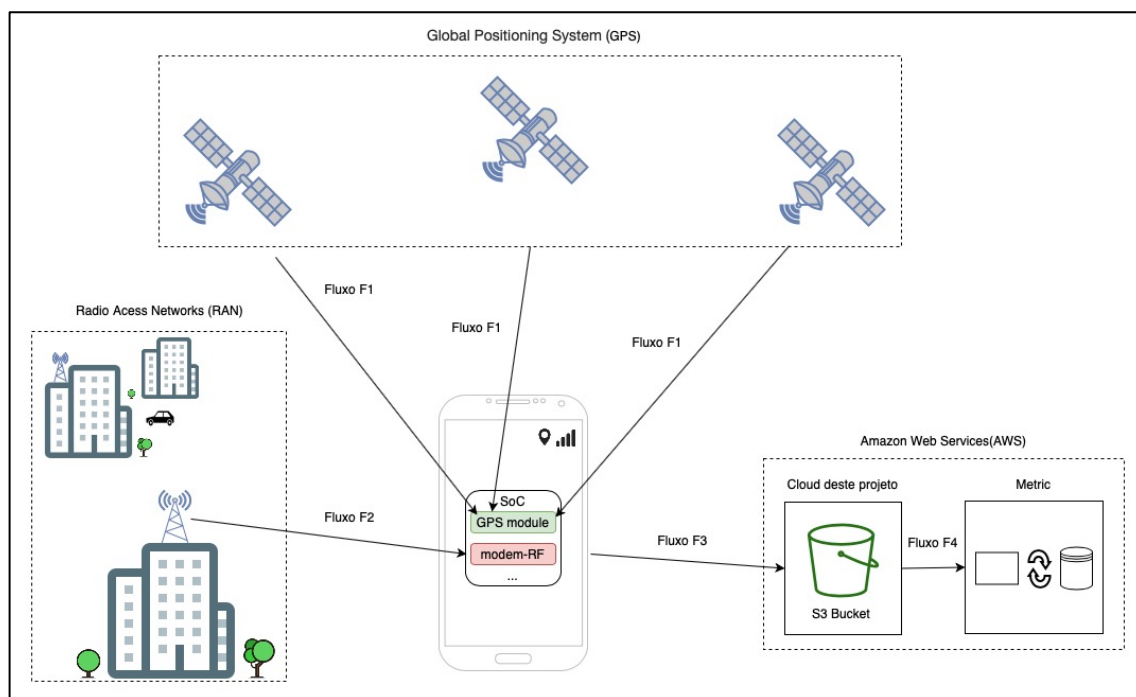 Global Positioning System (GPS)
Fluxo F1
Fluxo F1
Fluxo F1
Radio Acess Networks (RAN)
Fluxo F2
SoC
GPS module
modem-RF
...
Fluxo F3
Amazon Web Services(AWS)
Cloud deste projeto
Metric
Fluxo F4
S3 Bucket